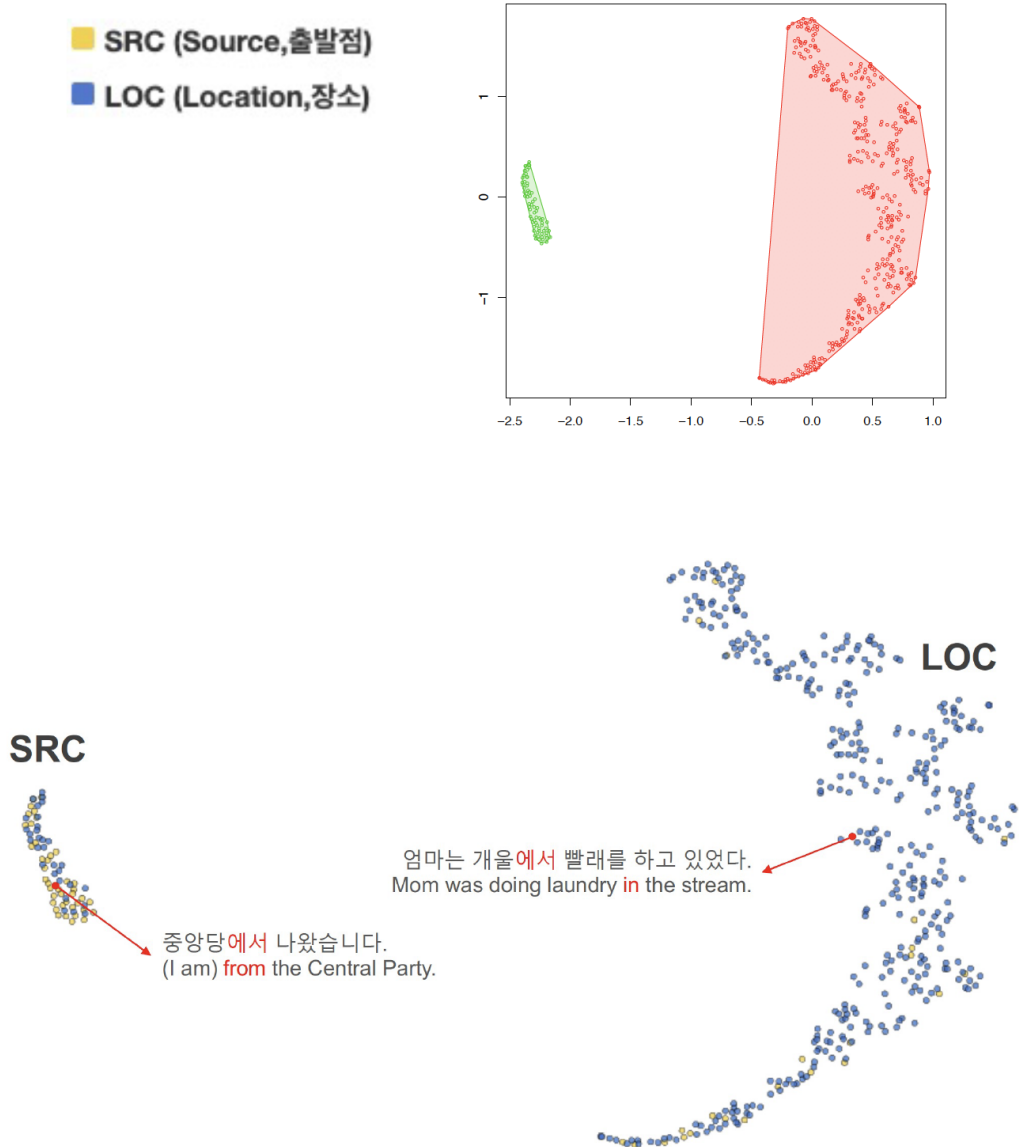 SRC (Source,출발점)
LOC (Location,장소)
1
0
-1
-2.5 -2.0 -1.5 -1.0 -0.5 0.0 0.5 1.0
LOC
SRC
엄마는 개울에서 빨래를 하고 있었다.
Mom was doing laundry in the stream.
중앙당에서 나왔습니다.
(I am) from the Central Party.